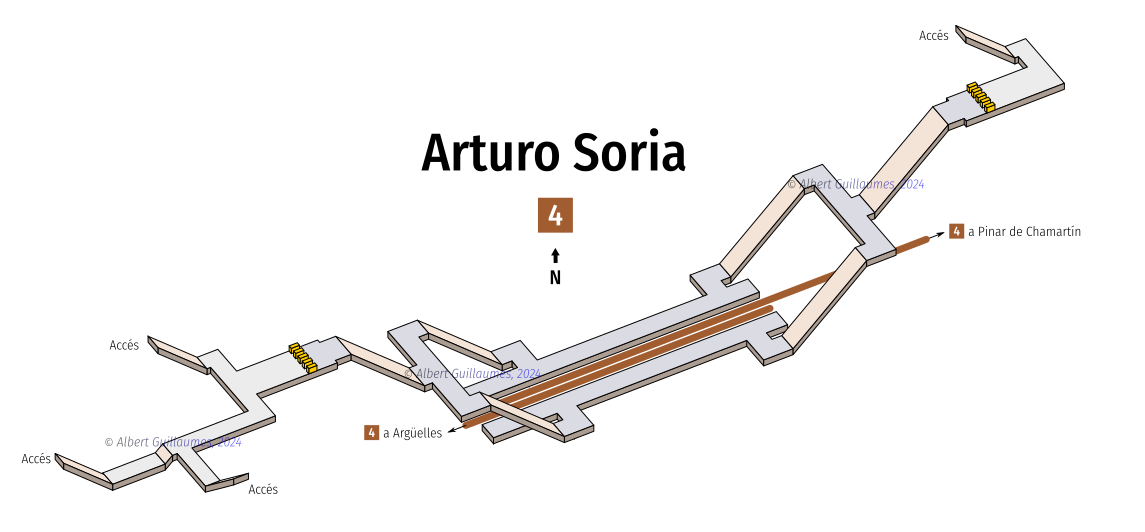 Accés
Arturo Soria
© Albert Guillaumes, 2024
4
4 a Pinar de Chamartín
N
Accés
© Albert Guillaumes, 2024
4 a Argüelles
© Albert Guillaumes, 2024
Accés
Accés